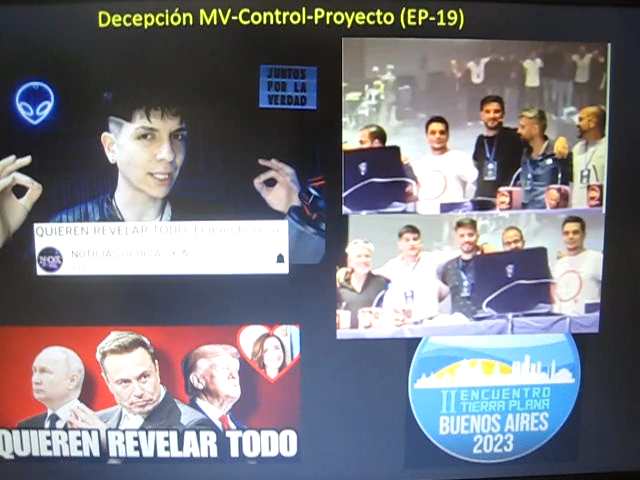 Decepción MV-Control-Proyecto (EP-19)
JUNTOS
POR LA
VERDAD
QUIEREN REVELAR TODO
NOTICIAS
QUIEREN REVELAR TODO
II ENCUENTRO
TIERRA PLANA
BUENOS AIRES
2023